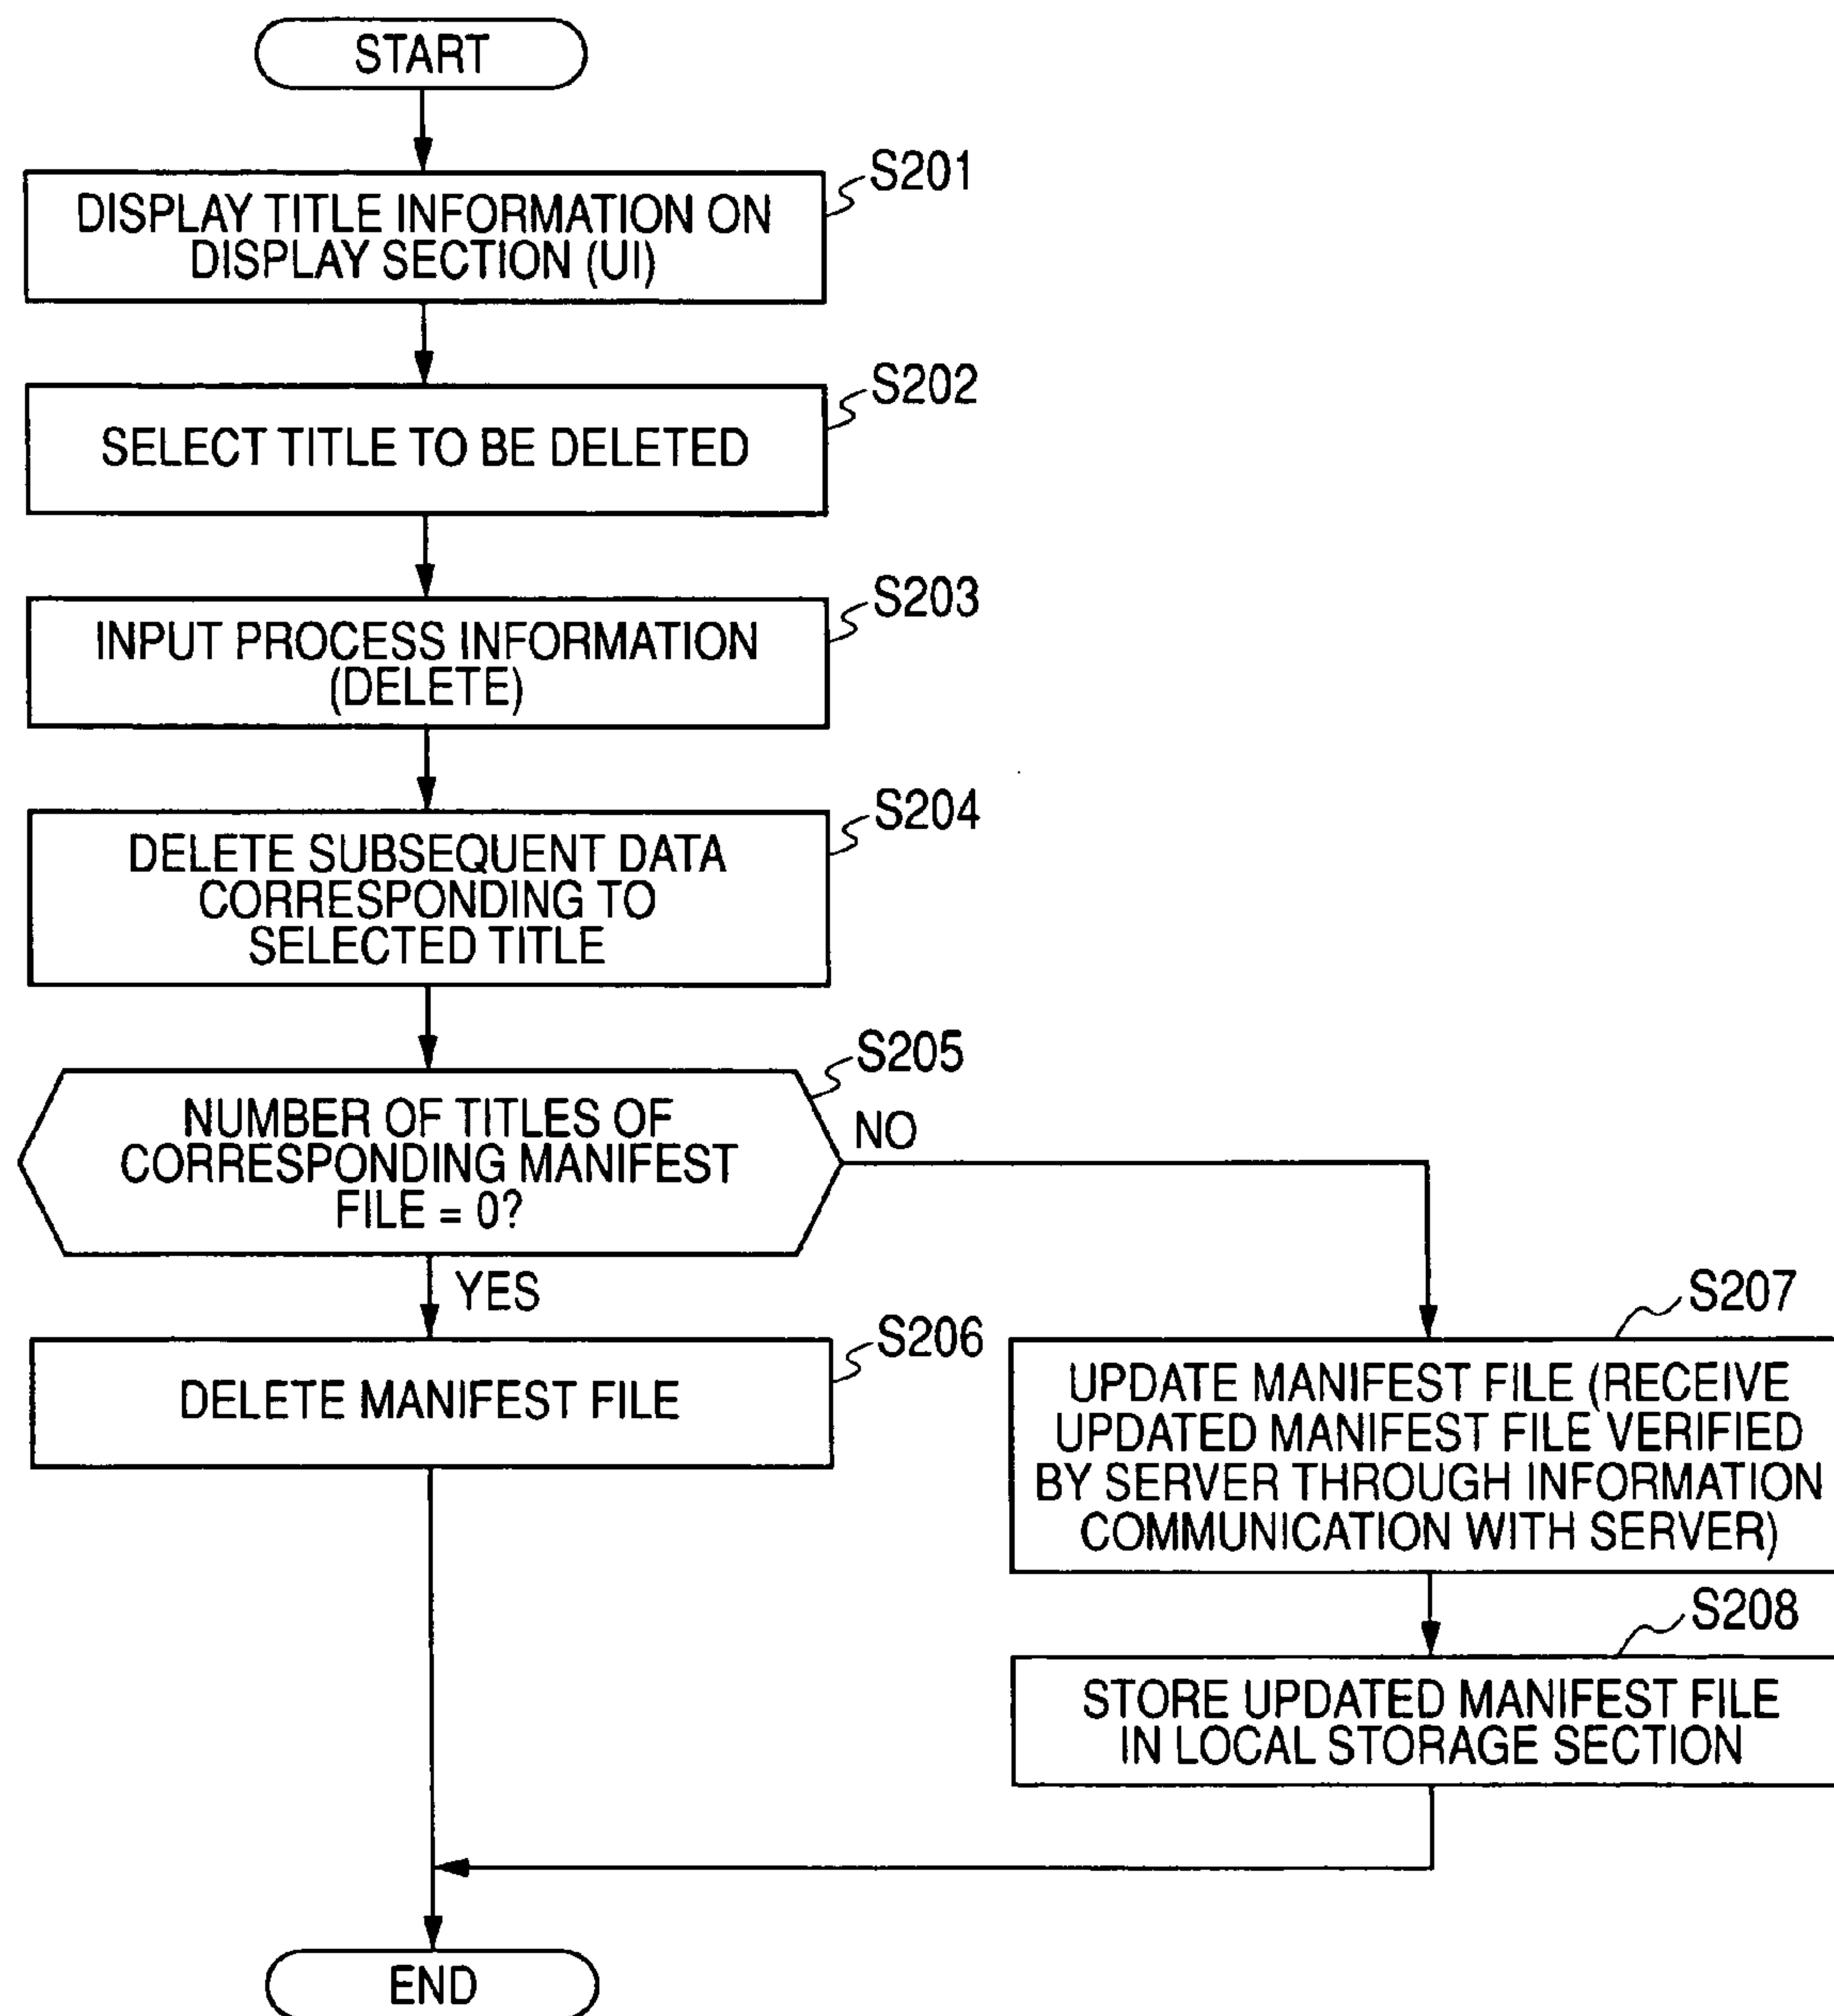 START
S201
DISPLAY TITLE INFORMATION ON
DISPLAY SECTION (UI)
S202
SELECT TITLE TO BE DELETED
S203
INPUT PROCESS INFORMATION
(DELETE)
S204
DELETE SUBSEQUENT DATA
CORRESPONDING TO
SELECTED TITLE
S205
NUMBER OF TITLES OF
CORRESPONDING MANIFEST
FILE = 0?
NO
YES
S206
DELETE MANIFEST FILE
S207
UPDATE MANIFEST FILE (RECEIVE
UPDATED MANIFEST FILE VERIFIED
BY SERVER THROUGH INFORMATION
COMMUNICATION WITH SERVER)
S208
STORE UPDATED MANIFEST FILE
IN LOCAL STORAGE SECTION
END